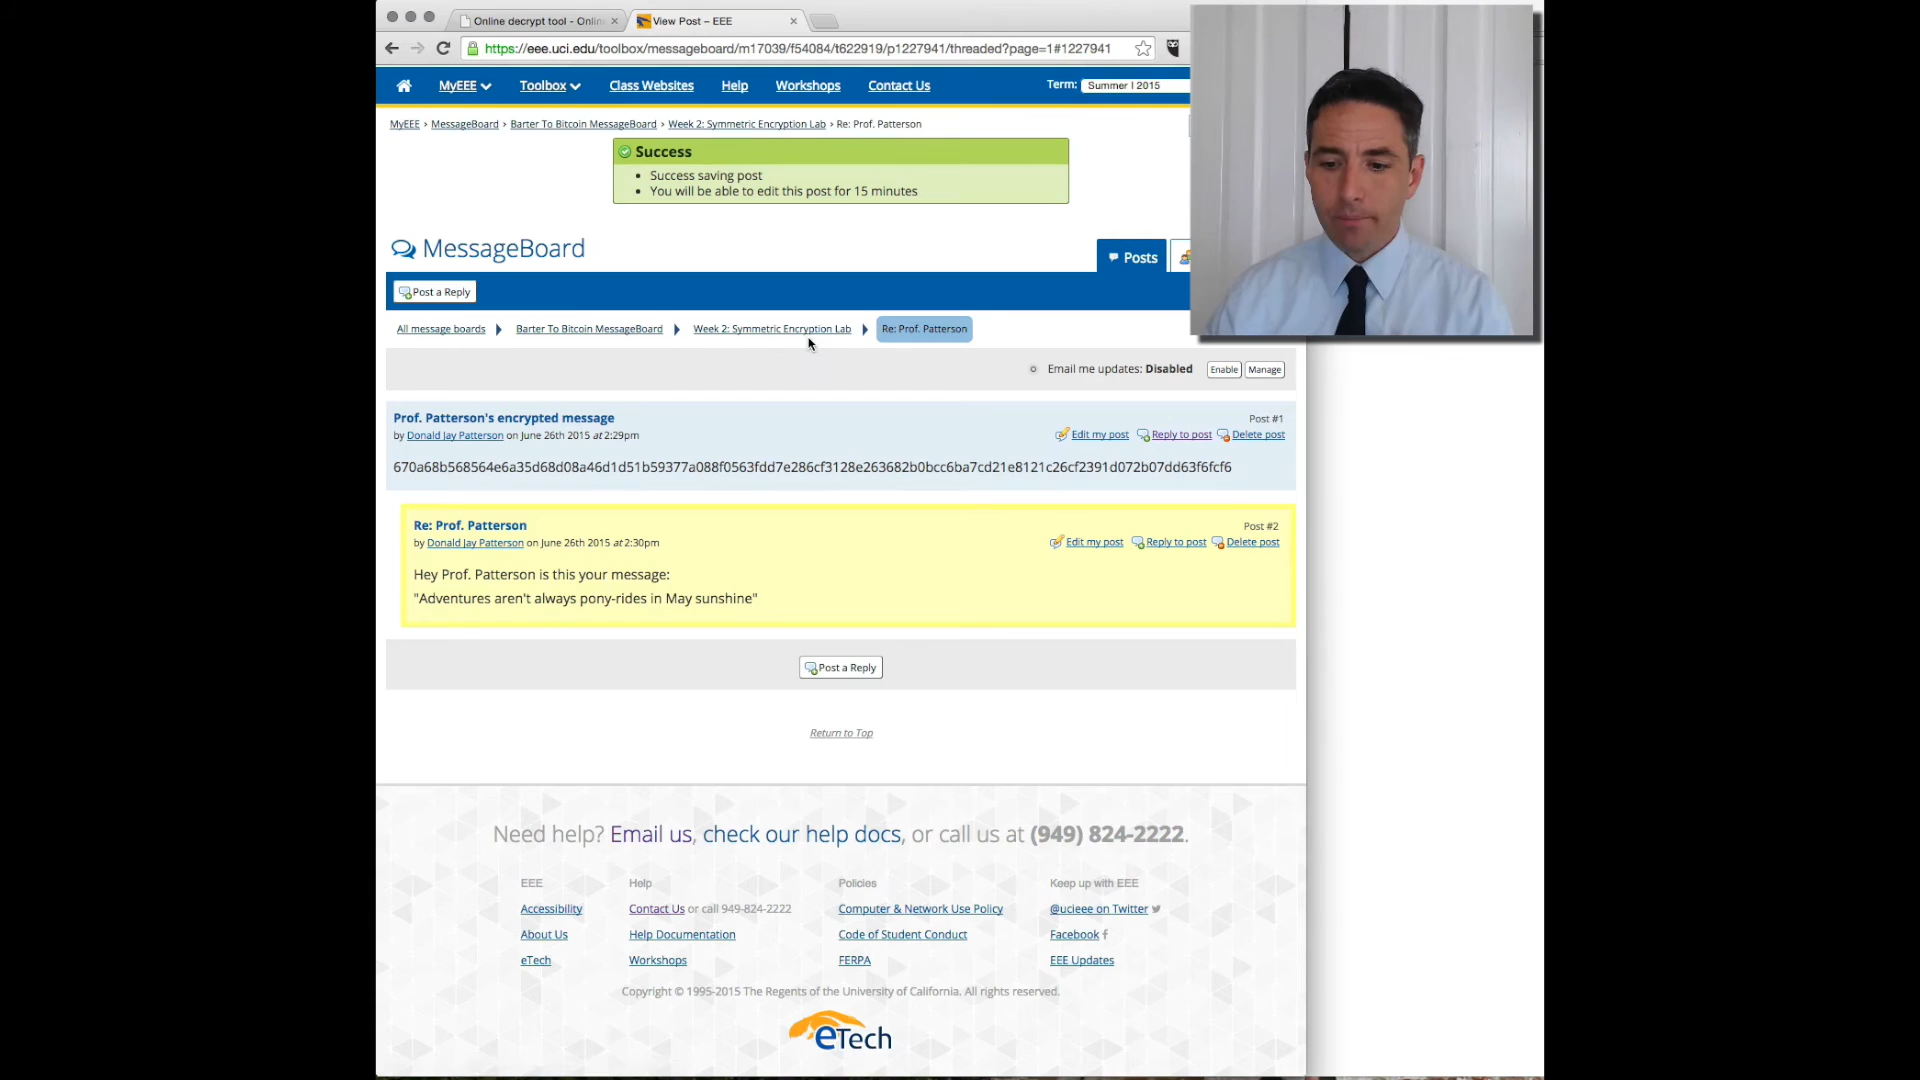 Online decrypt tool - Onlin
View Post – EEE
https://eee.uci.edu/toolbox/messageboard/m17039/f54084/t622919/p1227941/threaded?page=1#1227941
MyEEE Toolbox Class Websites Help Workshops Contact Us Term: Summer I 2015
MyEEE › MessageBoard › Barter To Bitcoin MessageBoard › Week 2: Symmetric Encryption Lab › Re: Prof. Patterson
Success
• Success saving post
• You will be able to edit this post for 15 minutes
MessageBoard
Posts
Post a Reply
All message boards Barter To Bitcoin MessageBoard Week 2: Symmetric Encryption Lab Re: Prof. Patterson
Email me updates: Disabled Enable Manage
Prof. Patterson's encrypted message Post #1
by Donald Jay Patterson on June 26th 2015 at 2:29pm Edit my post Reply to post Delete post
670a68b568564e6a35d68d08a46d1d51b59377a088f0563fdd7e286cf3128e263682b0bcc6ba7cd21e8121c26cf2391d072b07dd63f6fcf6
Re: Prof. Patterson Post #2
by Donald Jay Patterson on June 26th 2015 at 2:30pm Edit my post Reply to post Delete post
Hey Prof. Patterson is this your message:
"Adventures aren't always pony-rides in May sunshine"
Post a Reply
Return to Top
Need help? Email us, check our help docs, or call us at (949) 824-2222.
EEE Help Policies Keep up with EEE
Accessibility Contact Us or call 949-824-2222 Computer & Network Use Policy @ucieee on Twitter
About Us Help Documentation Code of Student Conduct Facebook
eTech Workshops FERPA EEE Updates
Copyright © 1995-2015 The Regents of the University of California. All rights reserved.
eTech